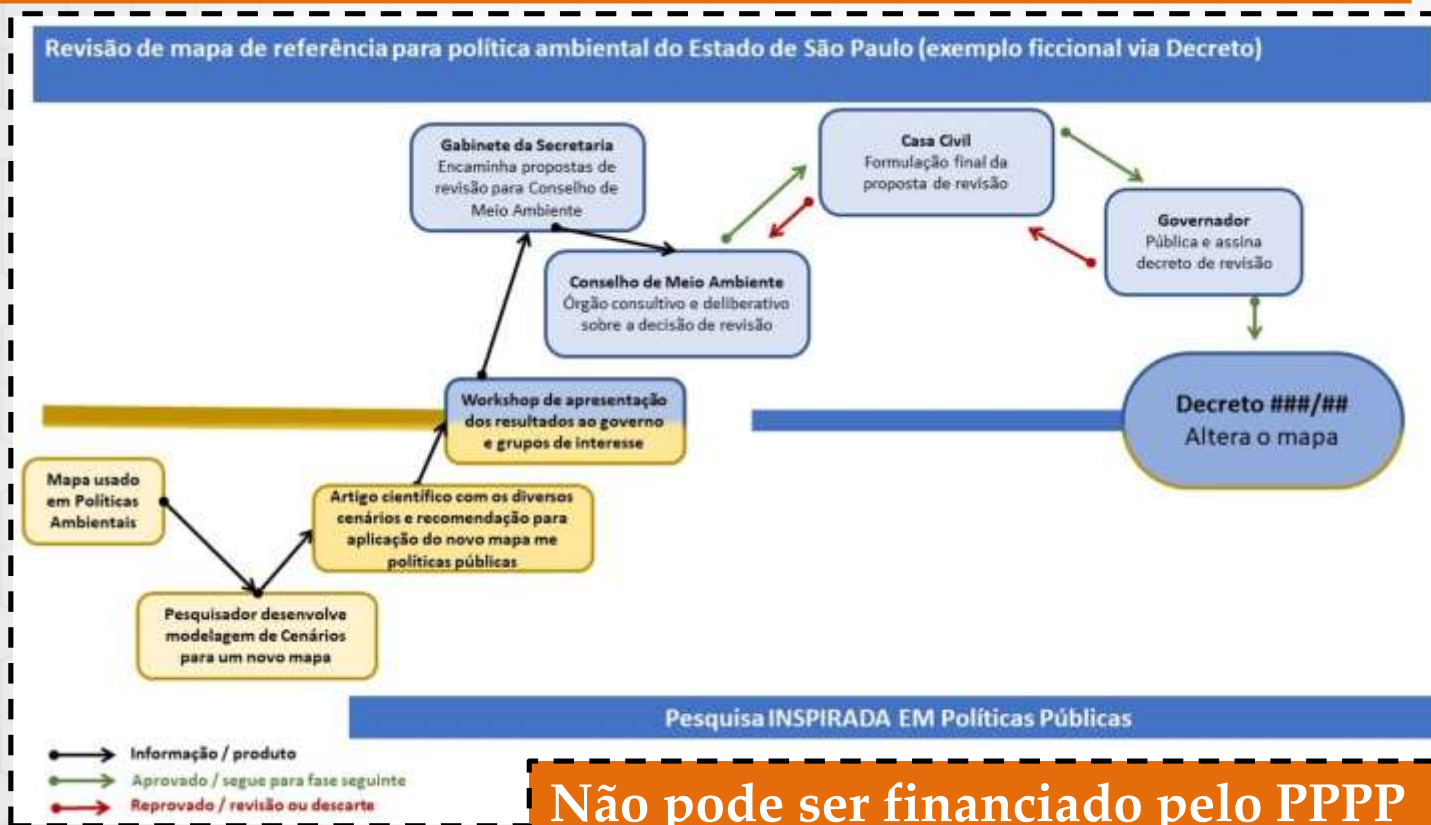 Revisão de mapa de referência para política ambiental do Estado de São Paulo (exemplo ficcional via Decreto)
Gabinete da Secretaria
Encaminha propostas de
revisão para Conselho de
Meio Ambiente
Casa Civil
Formulação final da
proposta de revisão
Governador
Pública e assina
decreto de revisão
Conselho de Meio Ambiente
Órgão consultivo e deliberativo
sobre a decisão de revisão
Workshop de apresentação
dos resultados ao governo
e grupos de interesse
Decreto ###/##
Altera o mapa
Mapa usado
em Políticas
Ambientais
Artigo científico com os diversos
cenários e recomendação para
aplicação do novo mapa me
políticas públicas
Pesquisador desenvolve
modelagem de Cenários
para um novo mapa
Pesquisa INSPIRADA EM Políticas Públicas
Informação / produto
Aprovado / segue para fase seguinte
Reprovado / revisão ou descarte
Não pode ser financiado pelo PPPP